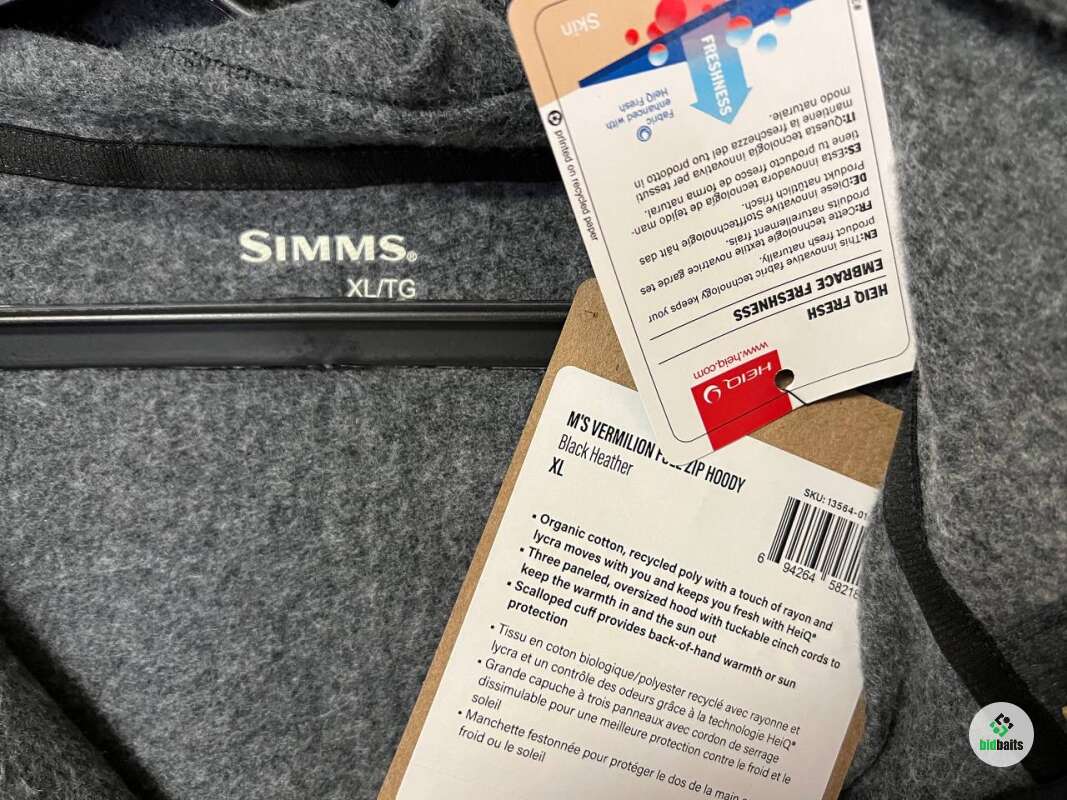 SIMMS®
XL/TG
Skin
FRESHNESS
Fabric
enhanced with
HeiQ Fresh
printed on recycled paper
HEIQ FRESH
EMBRACE FRESHNESS
EN:This innovative fabric technology keeps your
product fresh naturally.
FR:Cette technologie textile novatrice garde tes
produits naturellement frais.
DE:Diese innovative Stofftechnologie hält das
Produkt natürlich frisch.
ES:Esta innovadora tecnología de tejido man-
tiene tu producto fresco de forma natural.
IT:Questa tecnologia innovativa per tessuti
mantiene la freschezza del tuo prodotto in
modo naturale.
HEIQ
www.heiq.com
M'S VERMILION FULL ZIP HOODY
Black Heather
XL
SKU: 13564-01
6 94264 58218
• Organic cotton, recycled poly with a touch of rayon and
lycra moves with you and keeps you fresh with HeiQ®
• Three paneled, oversized hood with tuckable cinch cords to
keep the warmth in and the sun out
• Scalloped cuff provides back-of-hand warmth or sun
protection
• Tissu en coton biologique/polyester recyclé avec rayonne et
lycra et un contrôle des odeurs grâce à la technologie HeiQ®
• Grande capuche à trois panneaux avec cordon de serrage
dissimulable pour une meilleure protection contre le froid et le
soleil
• Manchette festonnée pour protéger le dos de la main
froid ou le soleil
bidbaits